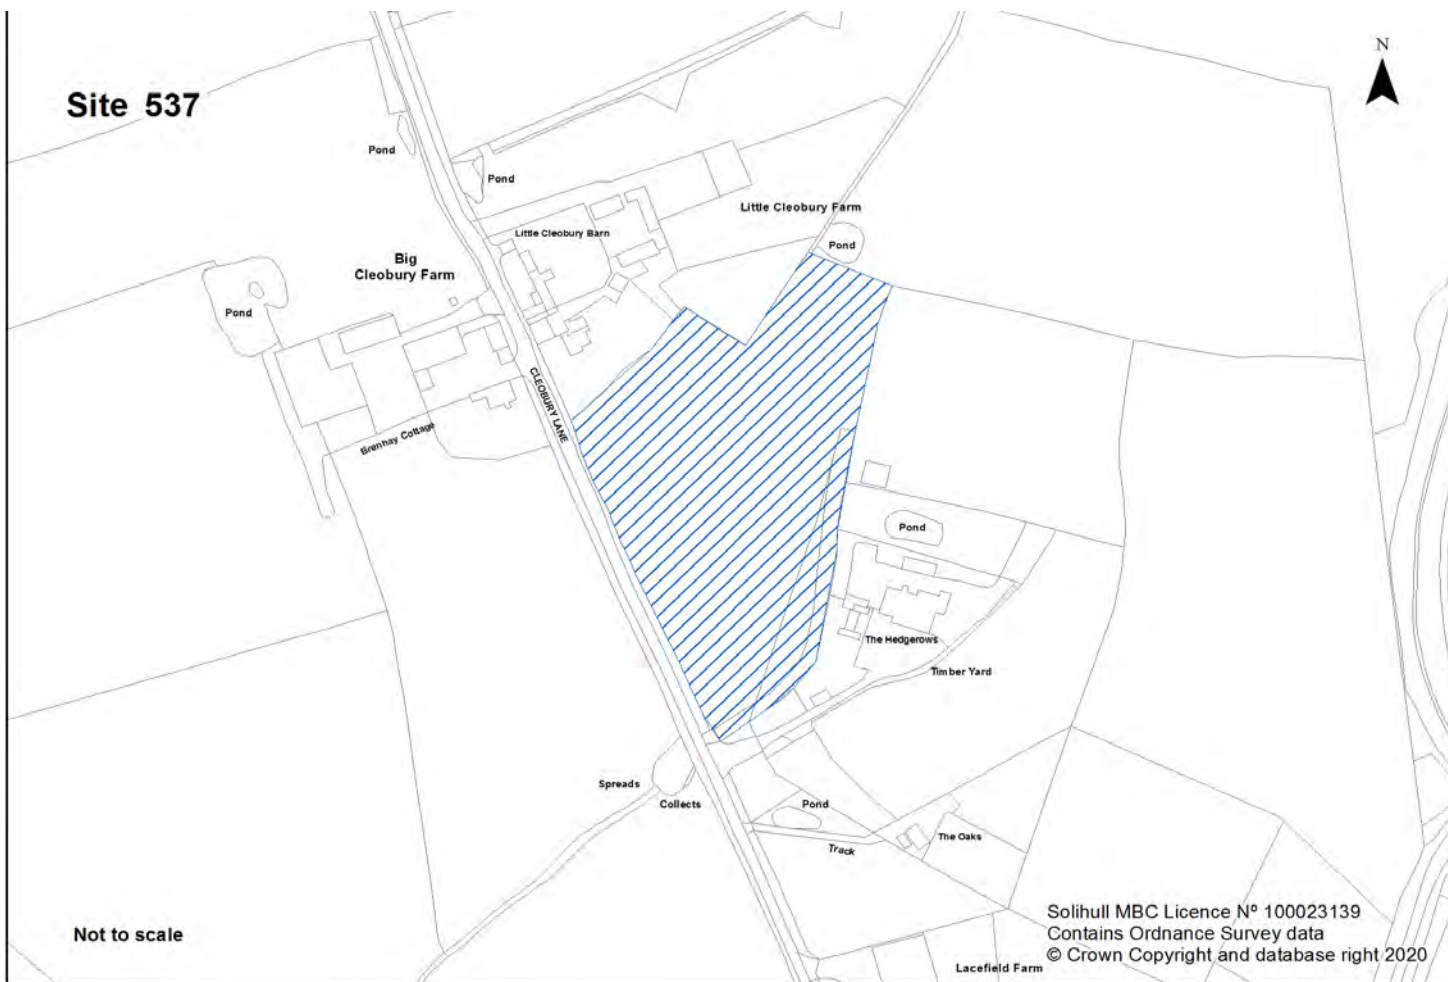 N
Site 537
Pond
Pond
Little Cleobury Farm
Little Cleobury Barn
Pond
Big
Cleobury Farm
Pond
CLEOBURY LANE
Brenhay Cottage
Pond
The Hedgerows
Timber Yard
Spreads
Collects
Pond
The Oaks
Track
Not to scale
Solihull MBC Licence Nº 100023139
Contains Ordnance Survey data
© Crown Copyright and database right 2020
Lacefield Farm